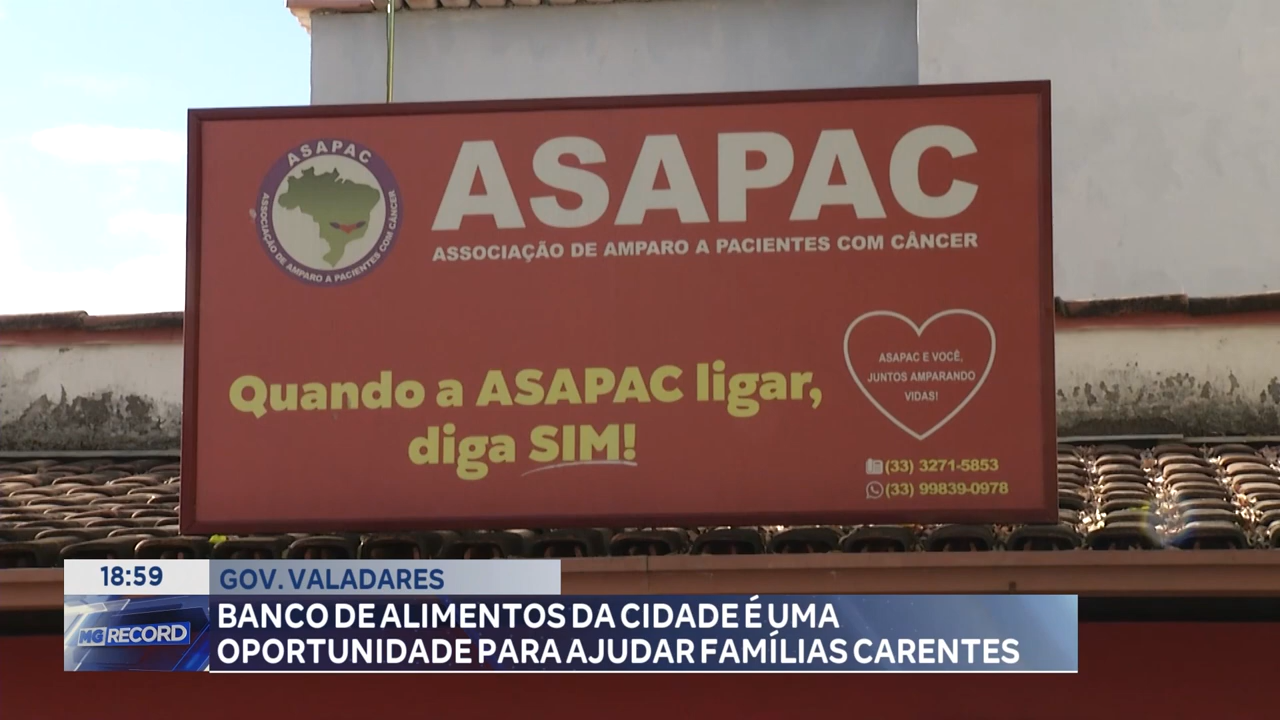 ASAPAC
ASSOCIAÇÃO DE AMPARO A PACIENTES COM CÂNCER
ASAPAC
ASSOCIAÇÃO DE AMPARO A PACIENTES COM CÂNCER
Quando a ASAPAC ligar,
diga SIM!
ASAPAC E VOCÊ,
JUNTOS AMPARANDO
VIDAS!
(33) 3271-5853
(33) 99839-0978
18:59
GOV. VALADARES
MG RECORD
BANCO DE ALIMENTOS DA CIDADE É UMA
OPORTUNIDADE PARA AJUDAR FAMÍLIAS CARENTES